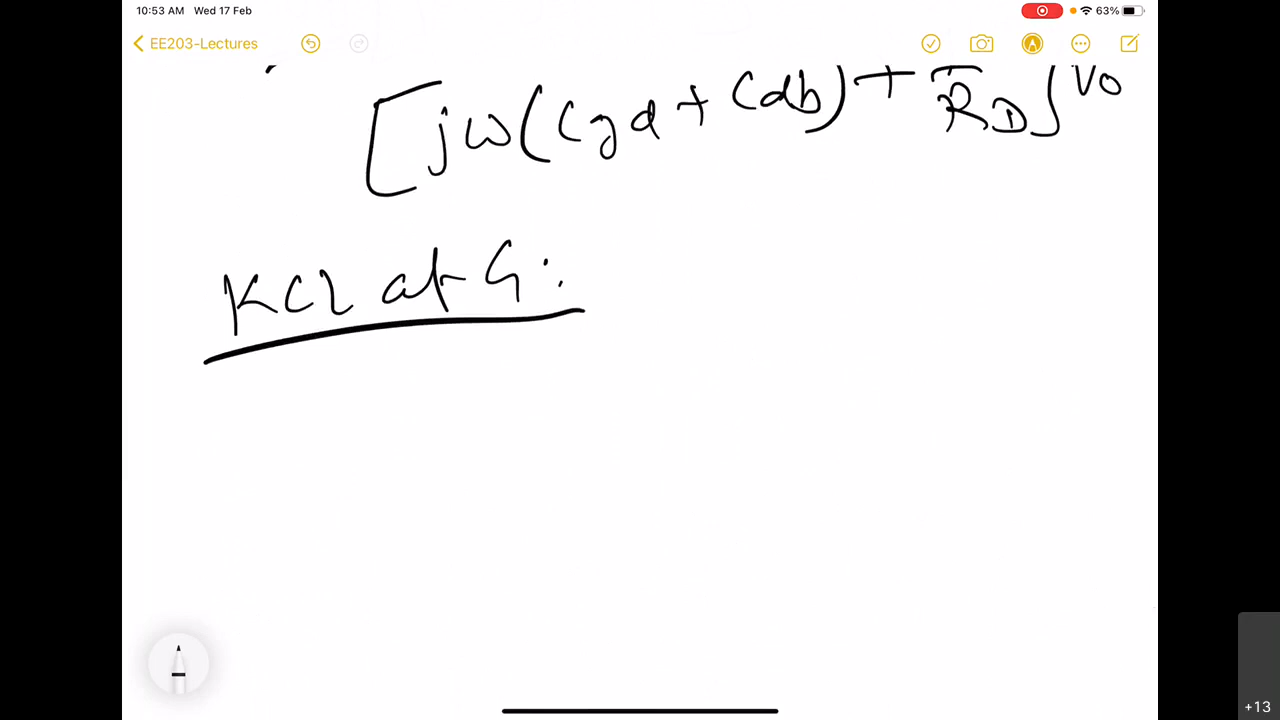 10:53 AM Wed 17 Feb
63%
EE203-Lectures
[jω(Cgd + Cdb) + 1/RD] Vo
KCL at G:
+13